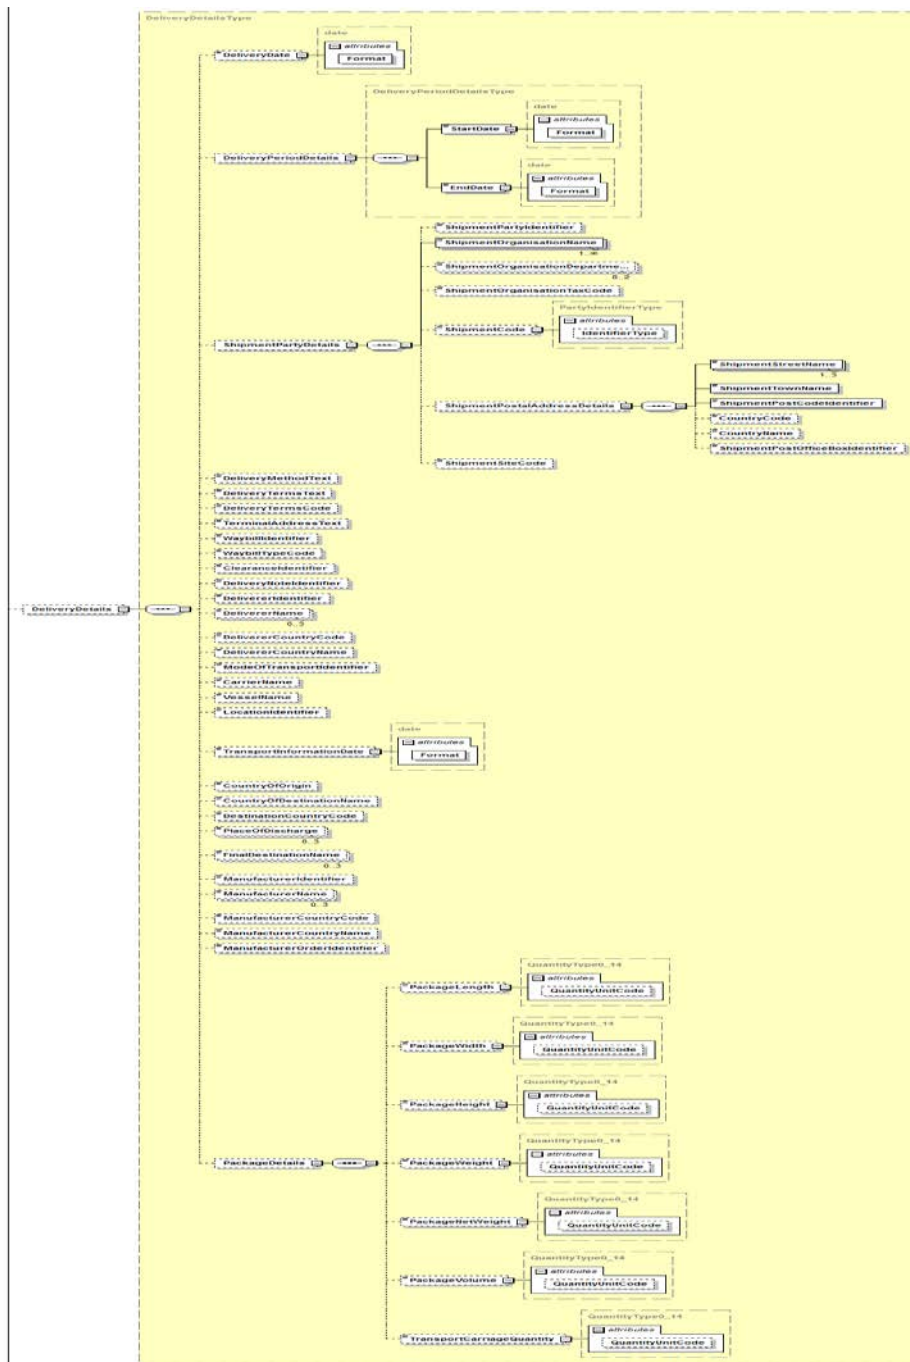 DeliveryDetailsType
date
attributes
DeliveryDate
Format
DeliveryPeriodDetailsType
date
attributes
StartDate
Format
DeliveryPeriodDetails
date
attributes
EndDate
Format
ShipmentPartyIdentifier
ShipmentOrganisationName
1..∞
ShipmentOrganisationDepartme...
0..2
ShipmentOrganisationTaxCode
PartyIdentifierType
attributes
ShipmentCode
IdentifierType
ShipmentPartyDetails
ShipmentStreetName
1..3
ShipmentTownName
ShipmentPostalAddressDetails
ShipmentPostCodeIdentifier
CountryCode
CountryName
ShipmentPostOfficeBoxIdentifier
ShipmentSiteCode
DeliveryMethodText
DeliveryTermsText
DeliveryTermsCode
TerminalAddressText
WaybillIdentifier
WaybillTypeCode
ClearanceIdentifier
DeliveryNoteIdentifier
DelivererIdentifier
DeliveryDetails
DelivererName
0..3
DelivererCountryCode
DelivererCountryName
ModeOfTransportIdentifier
CarrierName
VesselName
LocationIdentifier
date
attributes
TransportInformationDate
Format
CountryOfOrigin
CountryOfDestinationName
DestinationCountryCode
PlaceOfDischarge
0..3
FinalDestinationName
0..3
ManufacturerIdentifier
ManufacturerName
0..3
ManufacturerCountryCode
ManufacturerCountryName
ManufacturerOrderIdentifier
QuantityType0_14
attributes
PackageLength
QuantityUnitCode
QuantityType0_14
attributes
PackageWidth
QuantityUnitCode
QuantityType0_14
attributes
PackageHeight
QuantityUnitCode
QuantityType0_14
attributes
PackageDetails
PackageWeight
QuantityUnitCode
QuantityType0_14
attributes
PackageNetWeight
QuantityUnitCode
QuantityType0_14
attributes
PackageVolume
QuantityUnitCode
QuantityType0_14
attributes
TransportCarriageQuantity
QuantityUnitCode